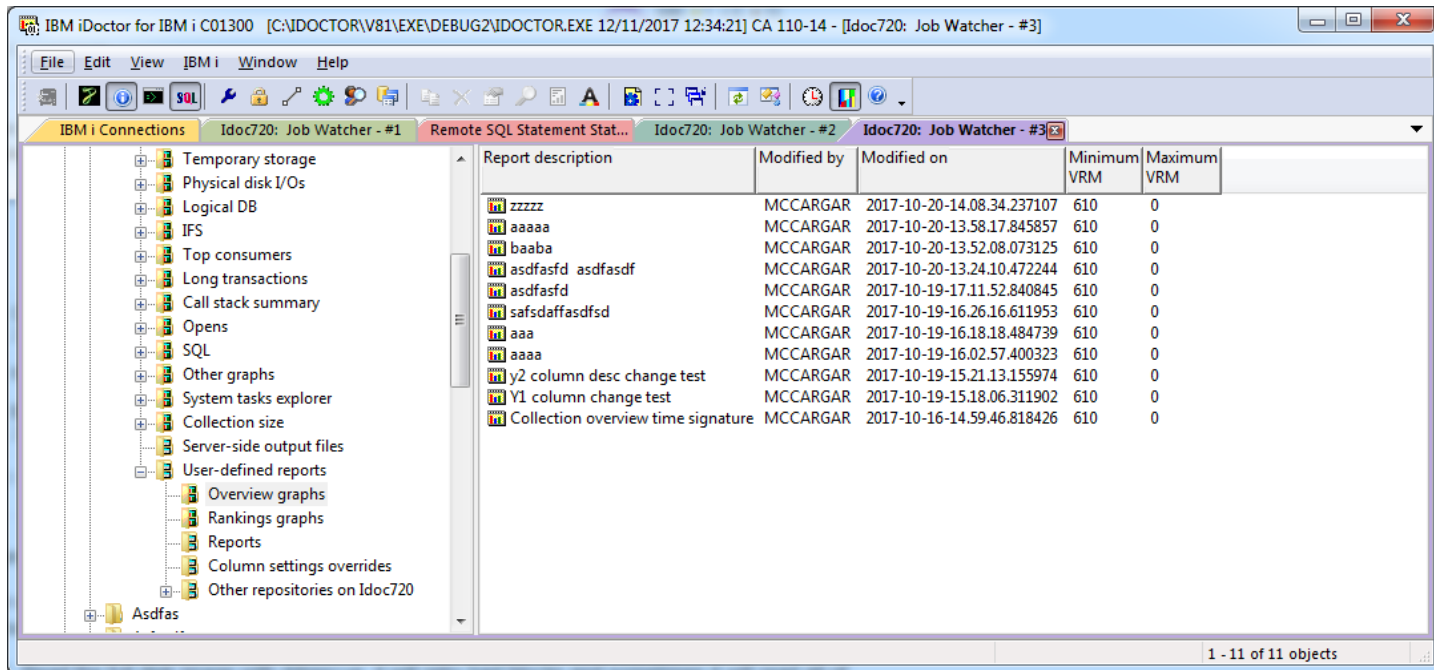 IBM iDoctor for IBM i C01300 [C:\IDOCTOR\V81\EXE\DEBUG2\IDOCTOR.EXE 12/11/2017 12:34:21] CA 110-14 - [Idoc720: Job Watcher - #3]
File Edit View IBM i Window Help
SQL
IBM i Connections Idoc720: Job Watcher - #1 Remote SQL Statement Stat... Idoc720: Job Watcher - #2 Idoc720: Job Watcher - #3
Temporary storage
Physical disk I/Os
Logical DB
IFS
Top consumers
Long transactions
Call stack summary
Opens
SQL
Other graphs
System tasks explorer
Collection size
Server-side output files
User-defined reports
Overview graphs
Rankings graphs
Reports
Column settings overrides
Other repositories on Idoc720
Asdfas
Report description Modified by Modified on Minimum VRM Maximum VRM
zzzzz MCCARGAR 2017-10-20-14.08.34.237107 610 0
aaaaa MCCARGAR 2017-10-20-13.58.17.845857 610 0
baaba MCCARGAR 2017-10-20-13.52.08.073125 610 0
asdfasfd asdfasdf MCCARGAR 2017-10-20-13.24.10.472244 610 0
asdfasfd MCCARGAR 2017-10-19-17.11.52.840845 610 0
safsdaffasdfsd MCCARGAR 2017-10-19-16.26.16.611953 610 0
aaa MCCARGAR 2017-10-19-16.18.18.484739 610 0
aaaa MCCARGAR 2017-10-19-16.02.57.400323 610 0
y2 column desc change test MCCARGAR 2017-10-19-15.21.13.155974 610 0
Y1 column change test MCCARGAR 2017-10-19-15.18.06.311902 610 0
Collection overview time signature MCCARGAR 2017-10-16-14.59.46.818426 610 0
1 - 11 of 11 objects